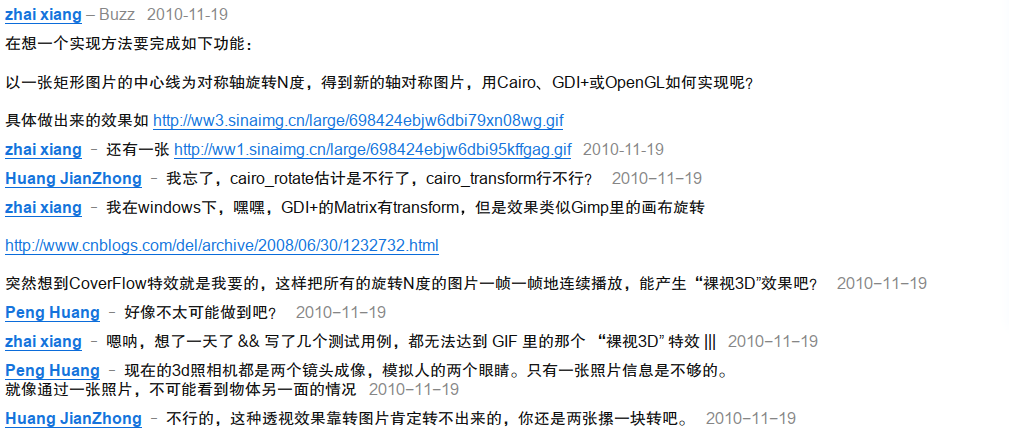 zhai xiang – Buzz 2010-11-19
在想一个实现方法要完成如下功能：
以一张矩形图片的中心线为对称轴旋转N度，得到新的轴对称图片，用Cairo、GDI+或OpenGL如何实现呢？
具体做出来的效果如 http://ww3.sinaimg.cn/large/698424ebjw6dbi79xn08wg.gif
zhai xiang – 还有一张 http://ww1.sinaimg.cn/large/698424ebjw6dbi95kffgag.gif 2010-11-19
Huang JianZhong – 我忘了，cairo_rotate估计是不行了，cairo_transform行不行？ 2010-11-19
zhai xiang – 我在windows下，嘿嘿，GDI+的Matrix有transform，但是效果类似Gimp里的画布旋转
http://www.cnblogs.com/del/archive/2008/06/30/1232732.html
突然想到CoverFlow特效就是我要的，这样把所有的旋转N度的图片一帧一帧地连续播放，能产生“裸视3D”效果吧？ 2010-11-19
Peng Huang – 好像不太可能做到吧？ 2010-11-19
zhai xiang – 嗯呐，想了一天了 && 写了几个测试用例，都无法达到 GIF 里的那个 “裸视3D” 特效 ||| 2010-11-19
Peng Huang – 现在的3d照相机都是两个镜头成像，模拟人的两个眼睛。只有一张照片信息是不够的。
就像通过一张照片，不可能看到物体另一面的情况 2010-11-19
Huang JianZhong – 不行的，这种透视效果靠转图片肯定转不出来的，你还是两张摞一块转吧。 2010-11-19